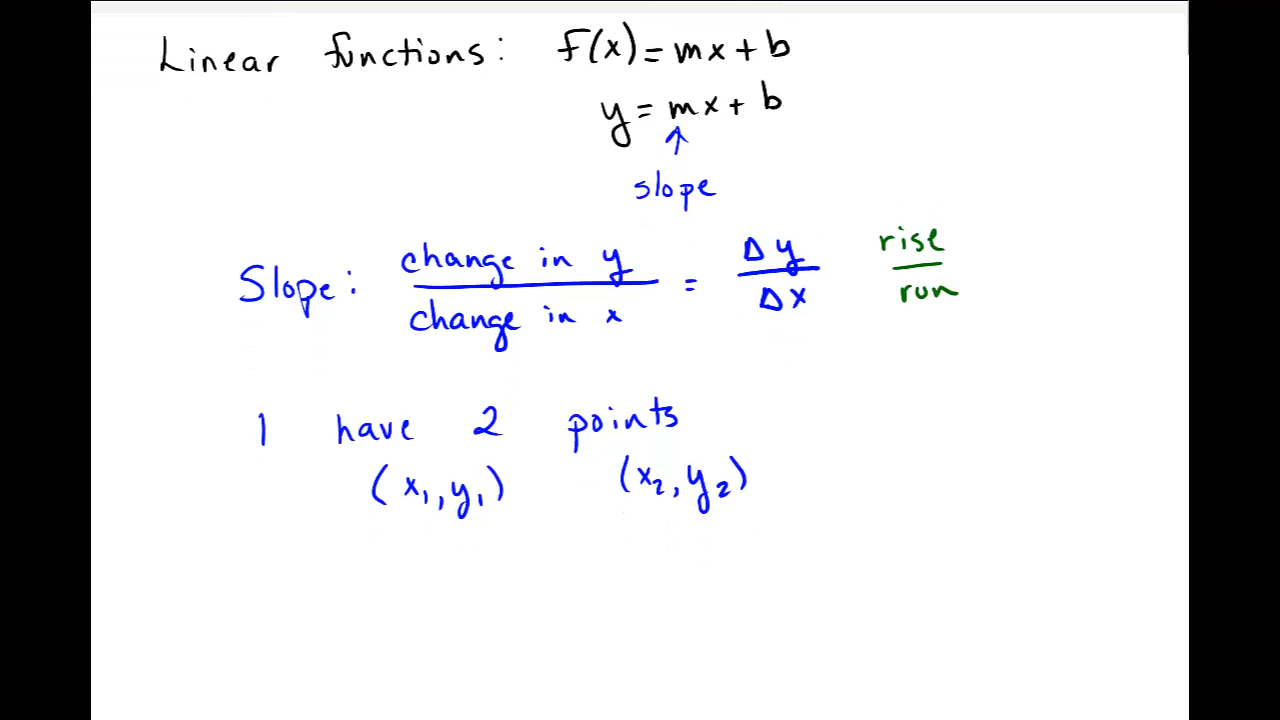 Linear functions: f(x) = mx + b
y = mx + b
↑
slope
Slope: change in y / change in x = Δy / Δx rise / run
I have 2 points
(x₁, y₁) (x₂, y₂)